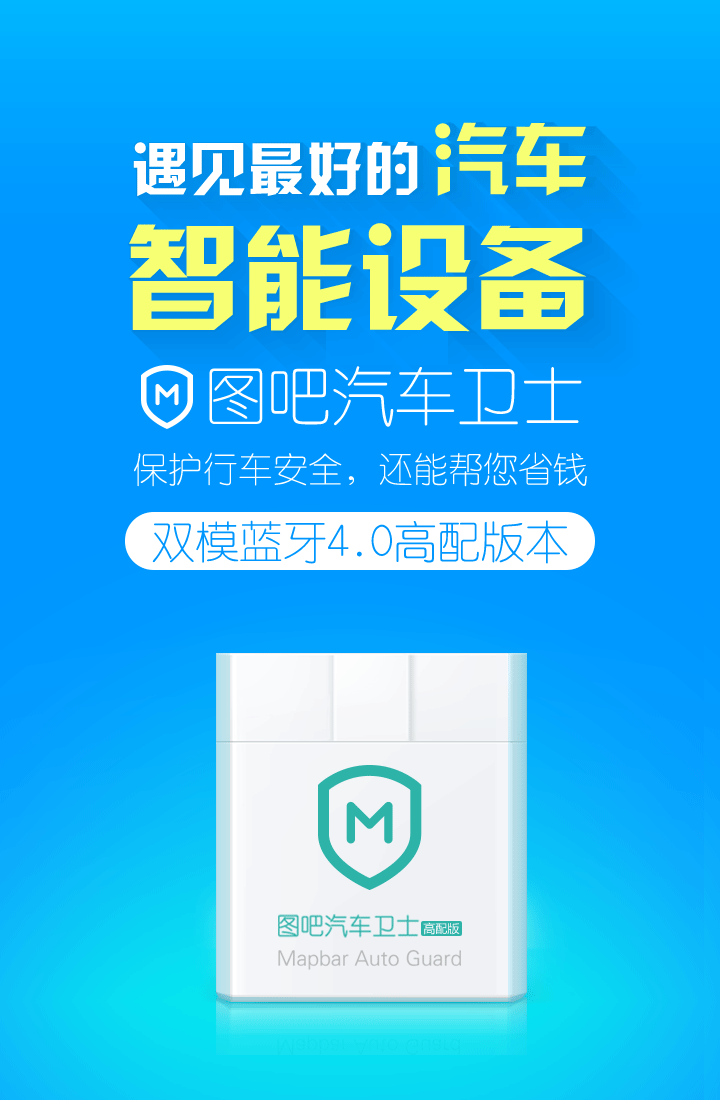 遇见最好的汽车
智能设备
M 图吧汽车卫士
保护行车安全，还能帮您省钱
双模蓝牙4.0高配版本
M
图吧汽车卫士 高配版
Mapbar Auto Guard